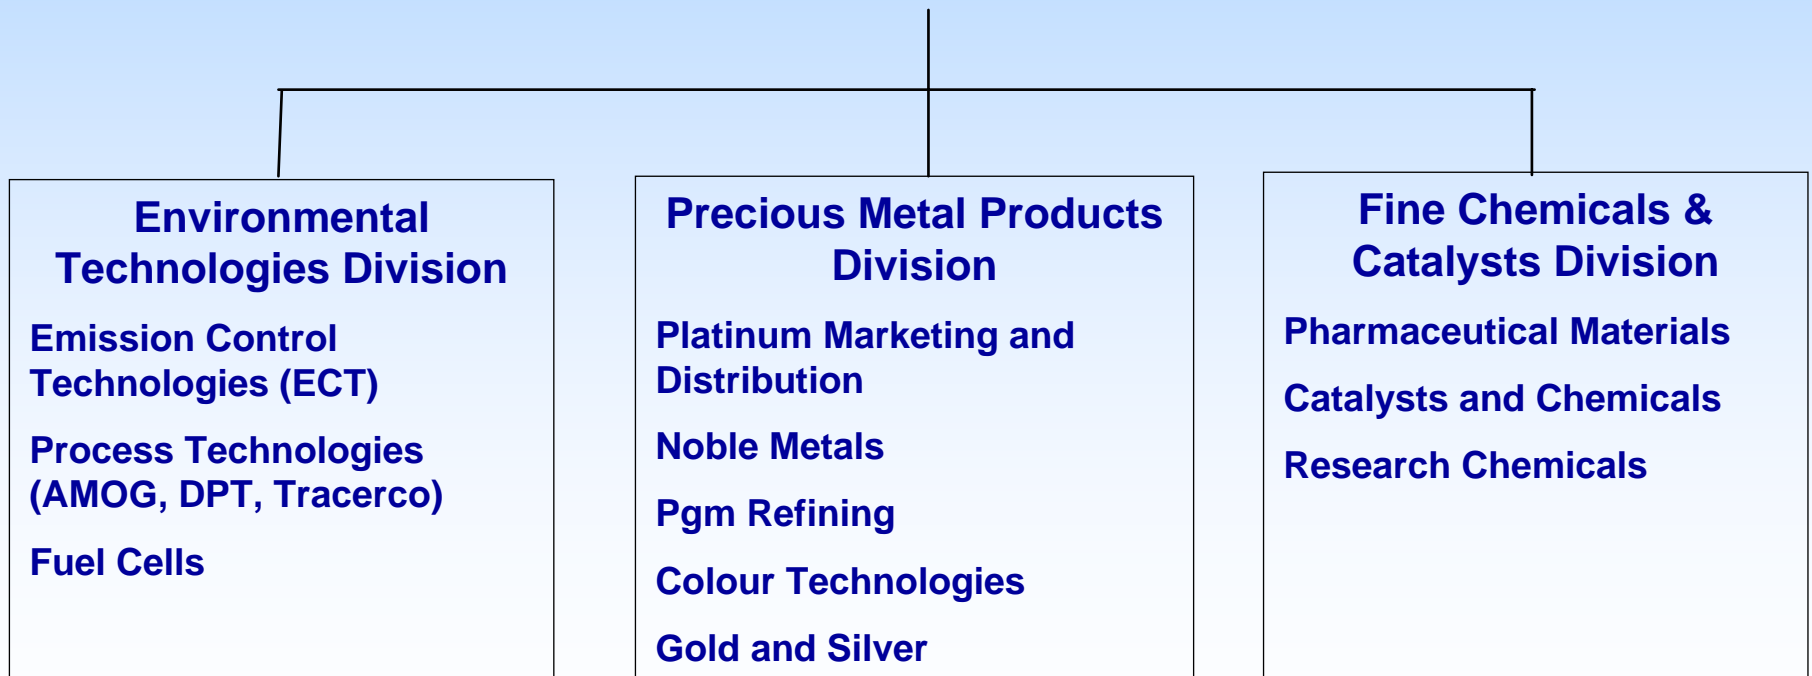 Environmental
Technologies Division
Emission Control
Technologies (ECT)
Process Technologies
(AMOG, DPT, Tracerco)
Fuel Cells
Precious Metal Products
Division
Platinum Marketing and
Distribution
Noble Metals
Pgm Refining
Colour Technologies
Gold and Silver
Fine Chemicals &
Catalysts Division
Pharmaceutical Materials
Catalysts and Chemicals
Research Chemicals